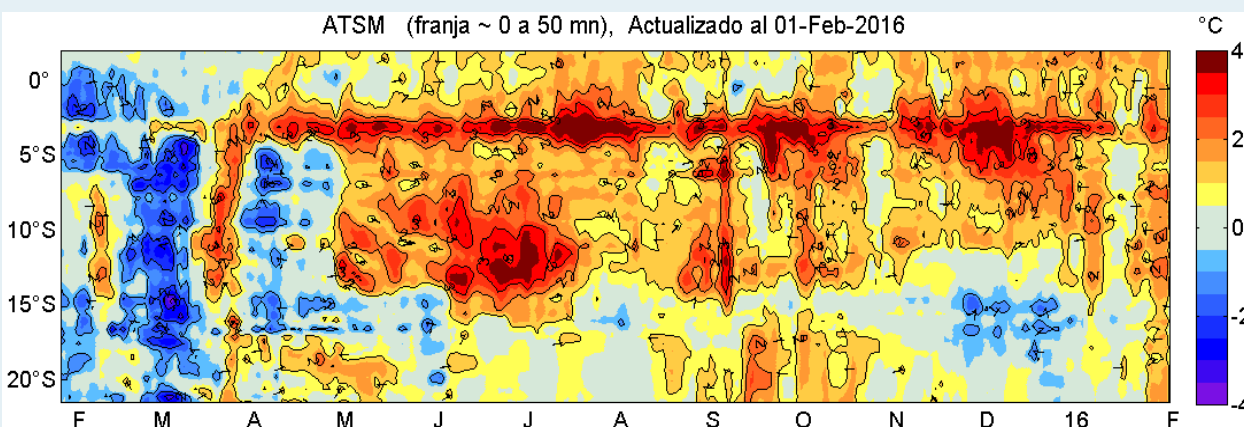 ATSM (franja ~ 0 a 50 mn), Actualizado al 01-Feb-2016
°C
0°
5°S
10°S
15°S
20°S
4
2
0
-2
-4
F M A M J J A S O N D 16 F